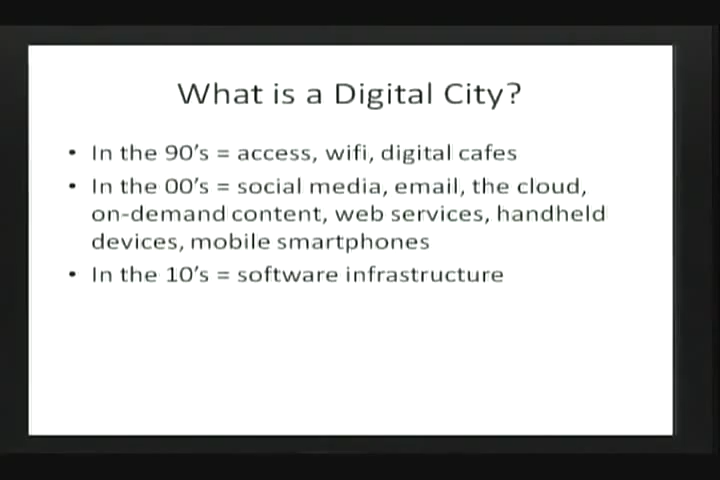 What is a Digital City?
• In the 90's = access, wifi, digital cafes
• In the 00's = social media, email, the cloud,
on-demand content, web services, handheld
devices, mobile smartphones
• In the 10's = software infrastructure